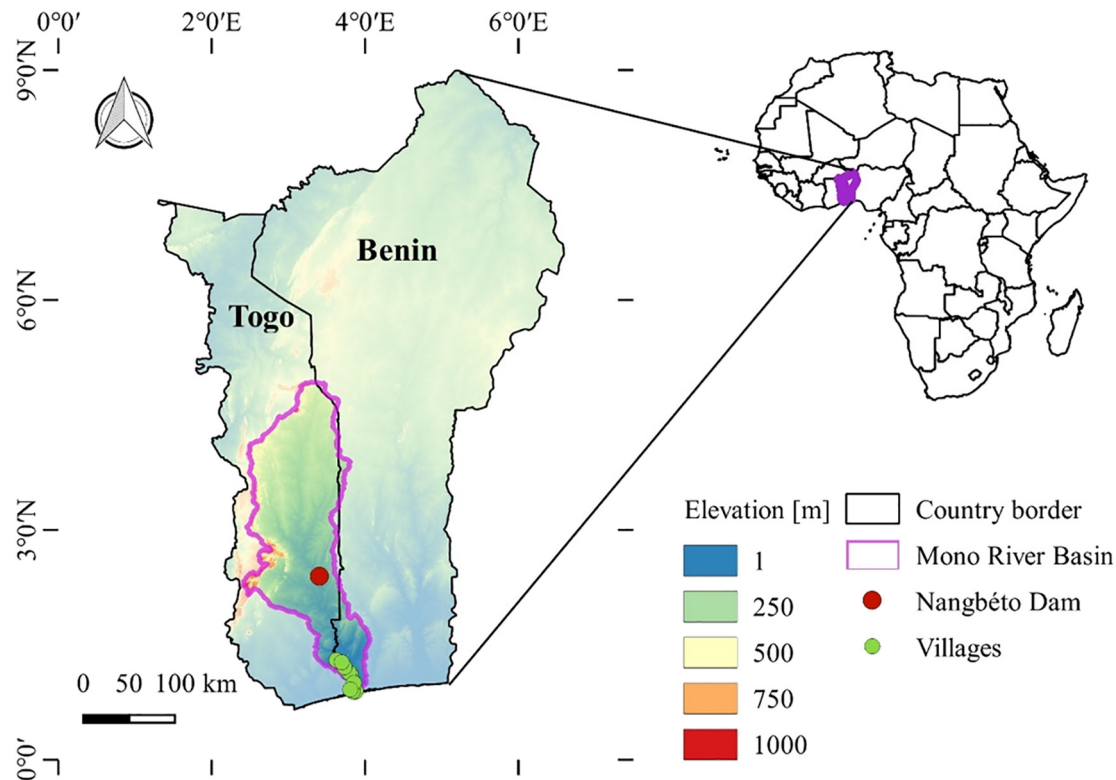 0°0′ 2°0′E 4°0′E 6°0′E
9°0′N
6°0′N
3°0′N
0°0′
Benin
Togo
0 50 100 km
Elevation [m]
1
250
500
750
1000
Country border
Mono River Basin
Nangbéto Dam
Villages